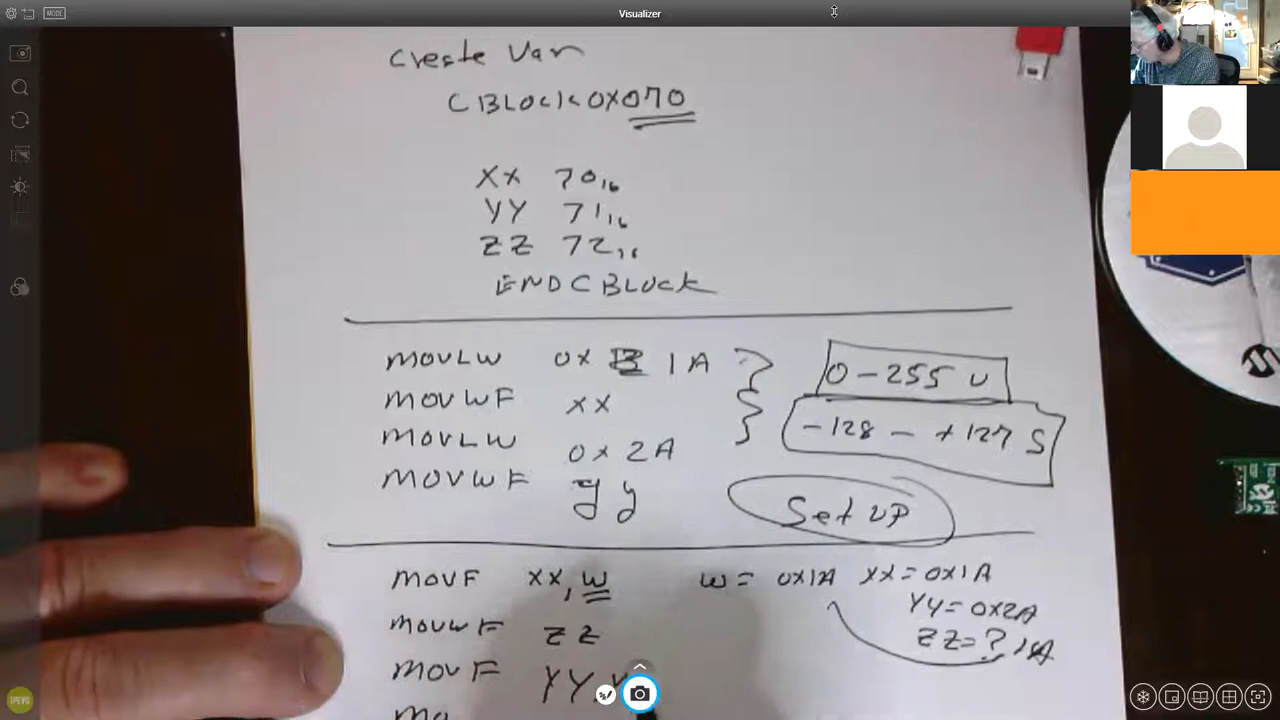 MODE
Visualizer
Create Var
CBLOCK 0X070
XX 70₁₆
YY 71₁₆
ZZ 72₁₆
ENDCBLOCK
MOVLW 0X 1A
MOVWF XX
MOVLW 0X2A
MOVWF yy
0-255 U
-128 - +127 S
Set UP
MOVF XX, W
W = 0X1A XX = 0X1A
YY = 0X2A
MOVWF ZZ
ZZ = ? 1A
MOVF YY,